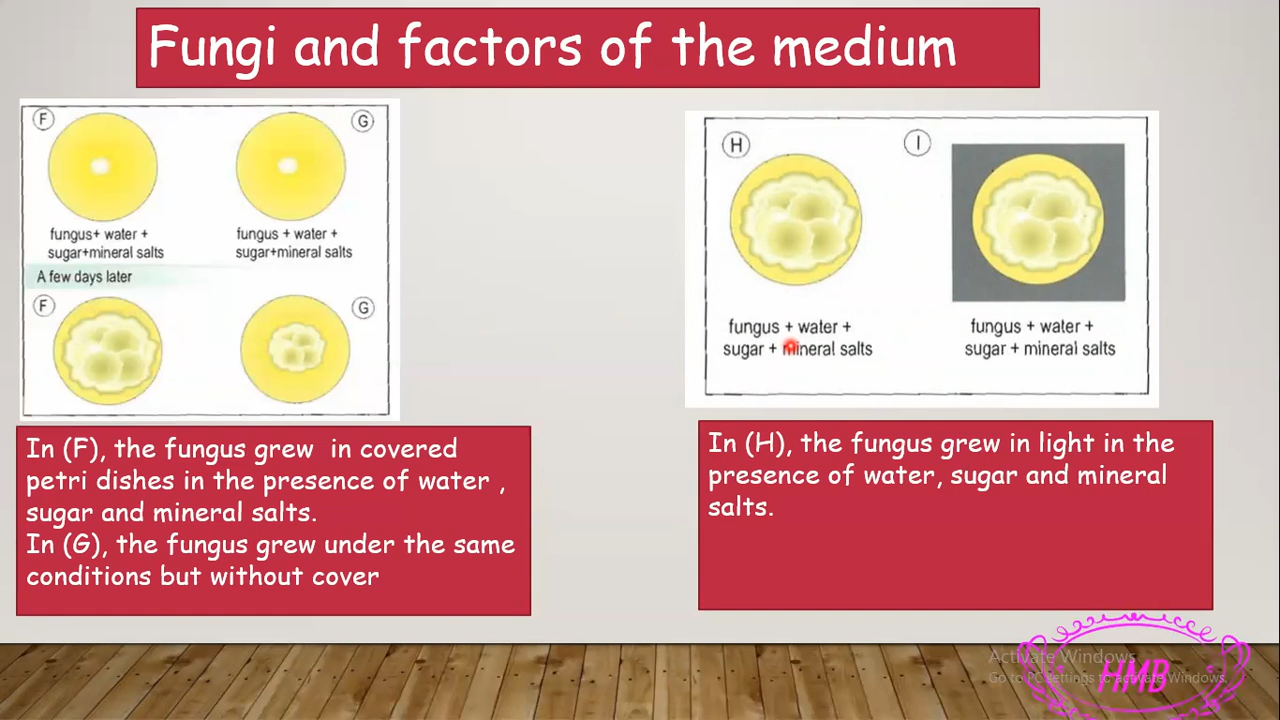 Fungi and factors of the medium
F
G
fungus+ water +
sugar+mineral salts
fungus + water +
sugar+mineral salts
A few days later
F
G
H
I
fungus + water +
sugar + mineral salts
fungus + water +
sugar + mineral salts
In (F), the fungus grew in covered
petri dishes in the presence of water ,
sugar and mineral salts.
In (G), the fungus grew under the same
conditions but without cover
In (H), the fungus grew in light in the
presence of water, sugar and mineral
salts.
Activate Windows
Go to PC settings to activate Windows.
HMB